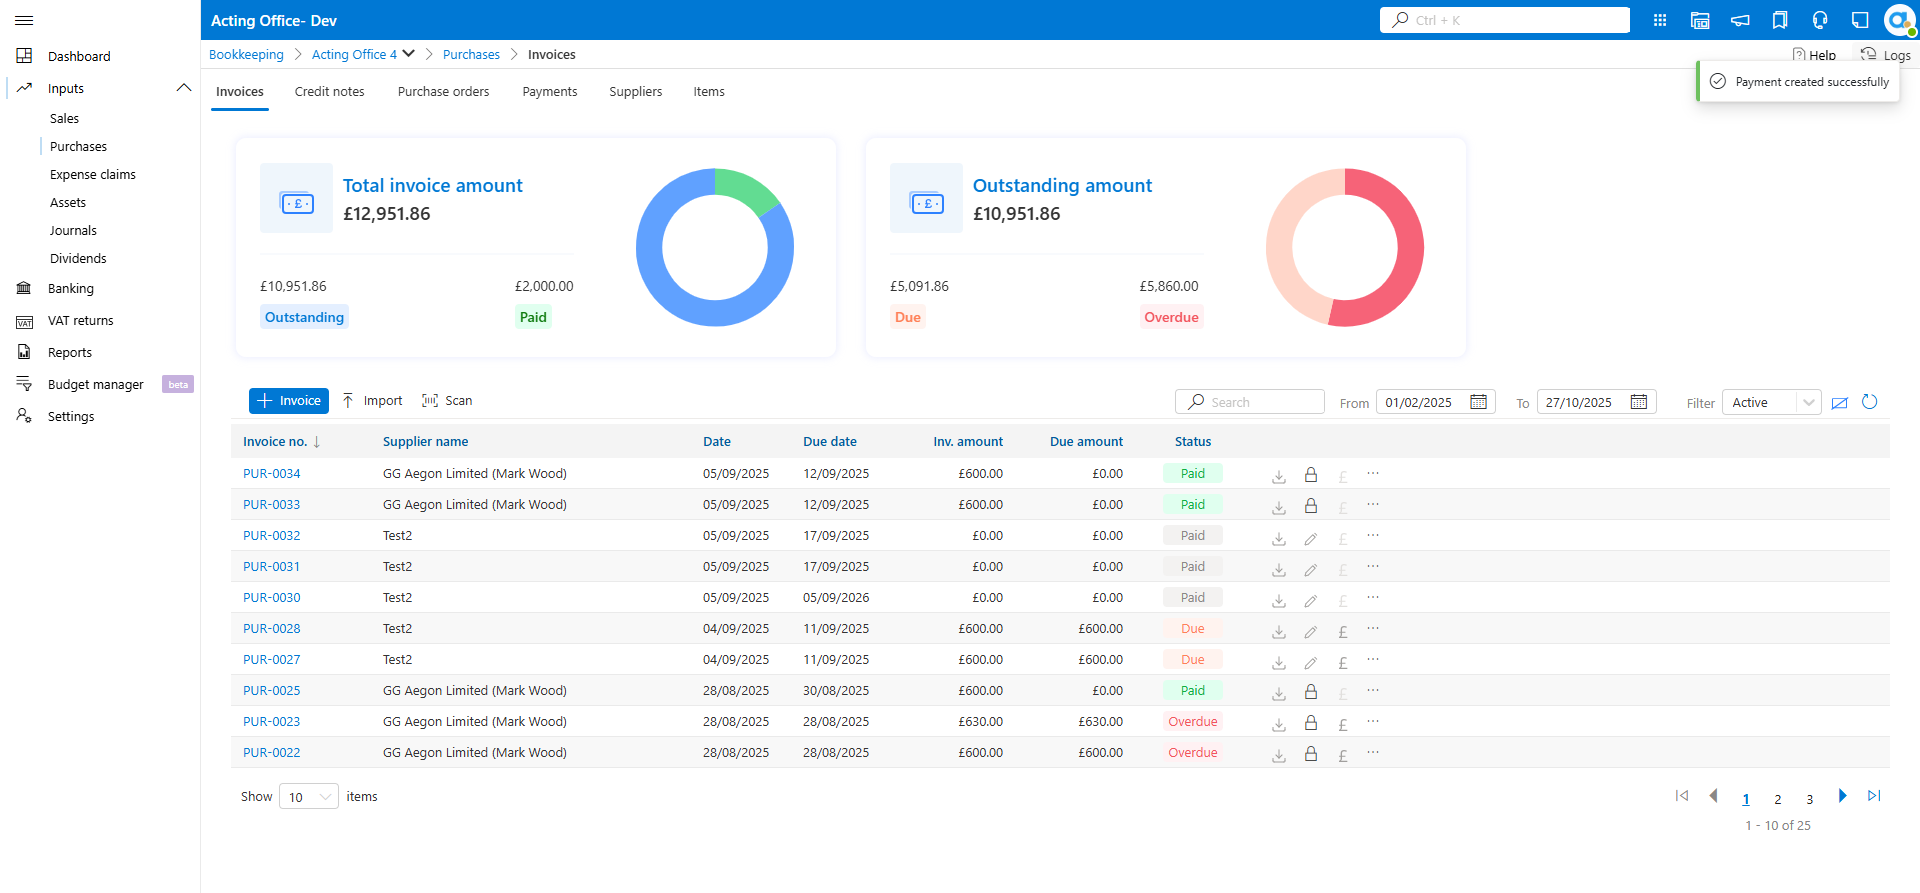 Acting Office- Dev
Ctrl + K
Dashboard
Inputs
Sales
Purchases
Expense claims
Assets
Journals
Dividends
Banking
VAT
VAT returns
Reports
Budget manager beta
Settings
Bookkeeping Acting Office 4 Purchases Invoices
Help Logs
Payment created successfully
Invoices Credit notes Purchase orders Payments Suppliers Items
£
Total invoice amount
£12,951.86
£10,951.86 £2,000.00
Outstanding Paid
£
Outstanding amount
£10,951.86
£5,091.86 £5,860.00
Due Overdue
Invoice Import Scan Search From 01/02/2025 To 27/10/2025 Filter Active
Invoice no. ↓ Supplier name Date Due date Inv. amount Due amount Status
PUR-0034 GG Aegon Limited (Mark Wood) 05/09/2025 12/09/2025 £600.00 £0.00 Paid £ ...
PUR-0033 GG Aegon Limited (Mark Wood) 05/09/2025 12/09/2025 £600.00 £0.00 Paid £ ...
PUR-0032 Test2 05/09/2025 17/09/2025 £0.00 £0.00 Paid £ ...
PUR-0031 Test2 05/09/2025 17/09/2025 £0.00 £0.00 Paid £ ...
PUR-0030 Test2 05/09/2025 05/09/2026 £0.00 £0.00 Paid £ ...
PUR-0028 Test2 04/09/2025 11/09/2025 £600.00 £600.00 Due £ ...
PUR-0027 Test2 04/09/2025 11/09/2025 £600.00 £600.00 Due £ ...
PUR-0025 GG Aegon Limited (Mark Wood) 28/08/2025 30/08/2025 £600.00 £0.00 Paid £ ...
PUR-0023 GG Aegon Limited (Mark Wood) 28/08/2025 28/08/2025 £630.00 £630.00 Overdue £ ...
PUR-0022 GG Aegon Limited (Mark Wood) 28/08/2025 28/08/2025 £600.00 £600.00 Overdue £ ...
Show 10 items
1 2 3
1 - 10 of 25